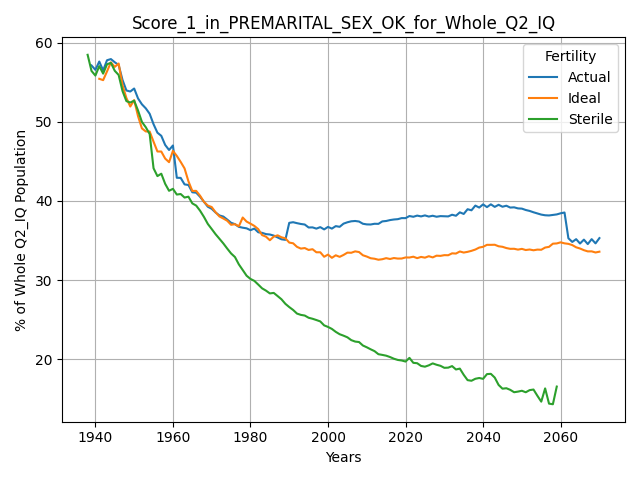 Score_1_in_PREMARITAL_SEX_OK_for_Whole_Q2_IQ
% of Whole Q2_IQ Population
60
50
40
30
20
Fertility
Actual
Ideal
Sterile
1940 1960 1980 2000 2020 2040 2060
Years